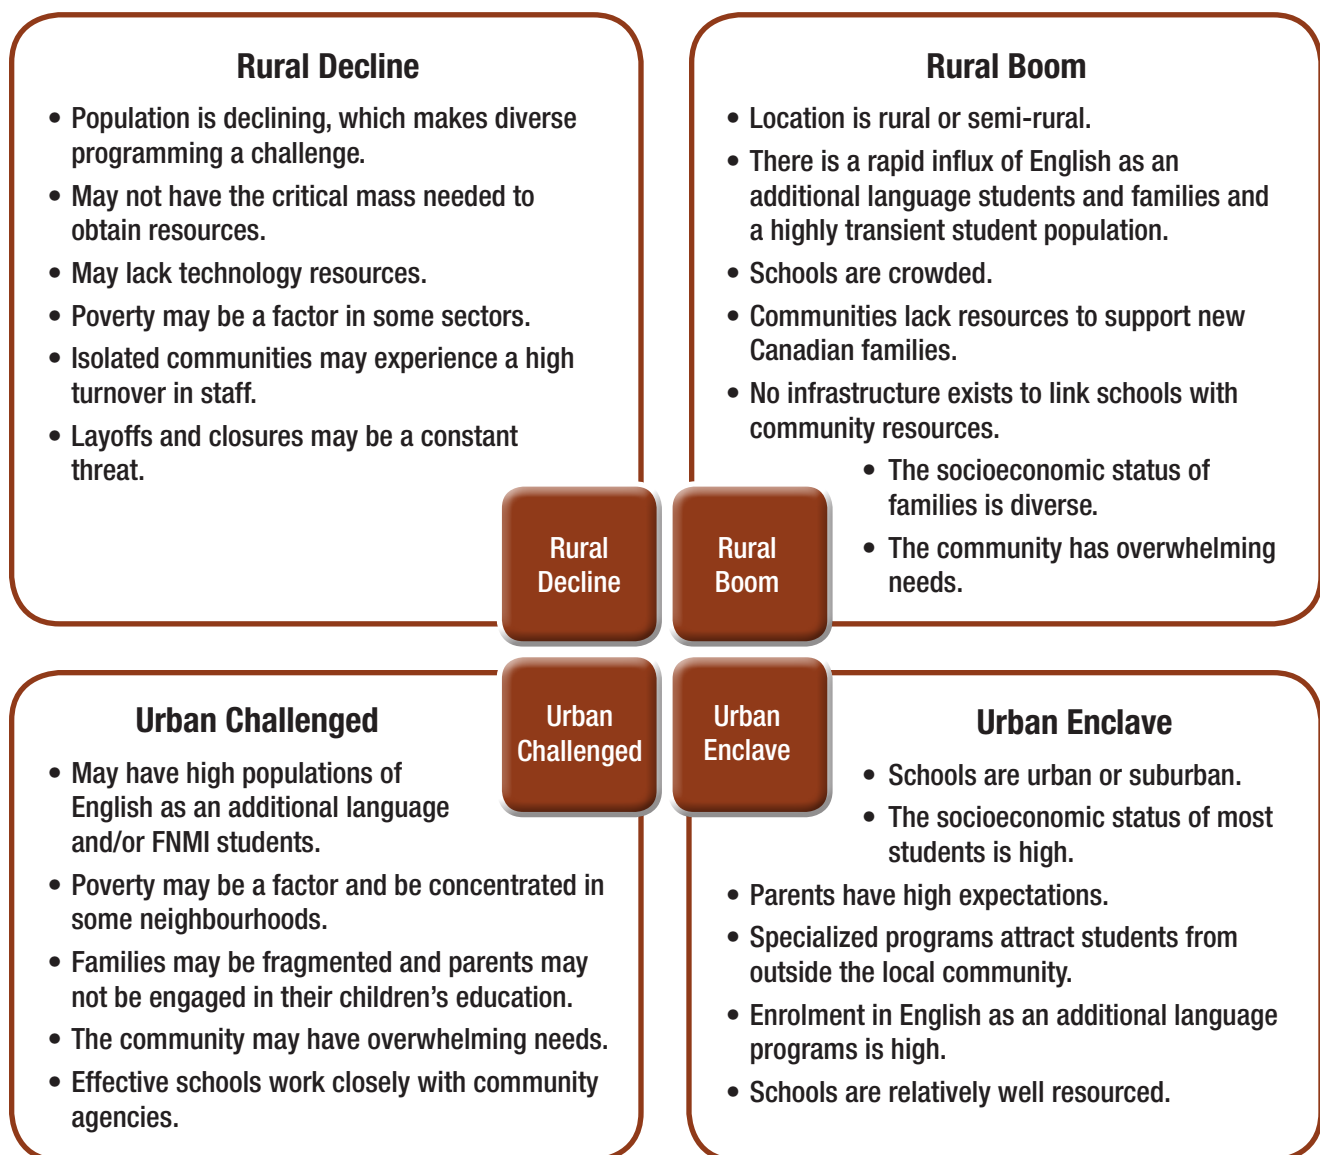 Rural Decline
• Population is declining, which makes diverse
programming a challenge.
• May not have the critical mass needed to
obtain resources.
• May lack technology resources.
• Poverty may be a factor in some sectors.
• Isolated communities may experience a high
turnover in staff.
• Layoffs and closures may be a constant
threat.
Rural Boom
• Location is rural or semi-rural.
• There is a rapid influx of English as an
additional language students and families and
a highly transient student population.
• Schools are crowded.
• Communities lack resources to support new
Canadian families.
• No infrastructure exists to link schools with
community resources.
• The socioeconomic status of
families is diverse.
• The community has overwhelming
needs.
Rural
Decline
Rural
Boom
Urban
Challenged
Urban
Enclave
Urban Challenged
• May have high populations of
English as an additional language
and/or FNMI students.
• Poverty may be a factor and be concentrated in
some neighbourhoods.
• Families may be fragmented and parents may
not be engaged in their children’s education.
• The community may have overwhelming needs.
• Effective schools work closely with community
agencies.
Urban Enclave
• Schools are urban or suburban.
• The socioeconomic status of most
students is high.
• Parents have high expectations.
• Specialized programs attract students from
outside the local community.
• Enrolment in English as an additional language
programs is high.
• Schools are relatively well resourced.